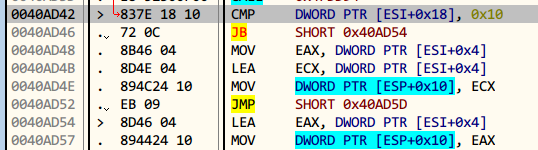 0040AD42 > 837E 18 10 CMP DWORD PTR [ESI+0x18], 0x10
0040AD46 .ˬ 72 0C JB SHORT 0x40AD54
0040AD48 . 8B46 04 MOV EAX, DWORD PTR [ESI+0x4]
0040AD4B . 8D4E 04 LEA ECX, DWORD PTR [ESI+0x4]
0040AD4E . 894C24 10 MOV DWORD PTR [ESP+0x10], ECX
0040AD52 .ˬ EB 09 JMP SHORT 0x40AD5D
0040AD54 > 8D46 04 LEA EAX, DWORD PTR [ESI+0x4]
0040AD57 . 894424 10 MOV DWORD PTR [ESP+0x10], EAX